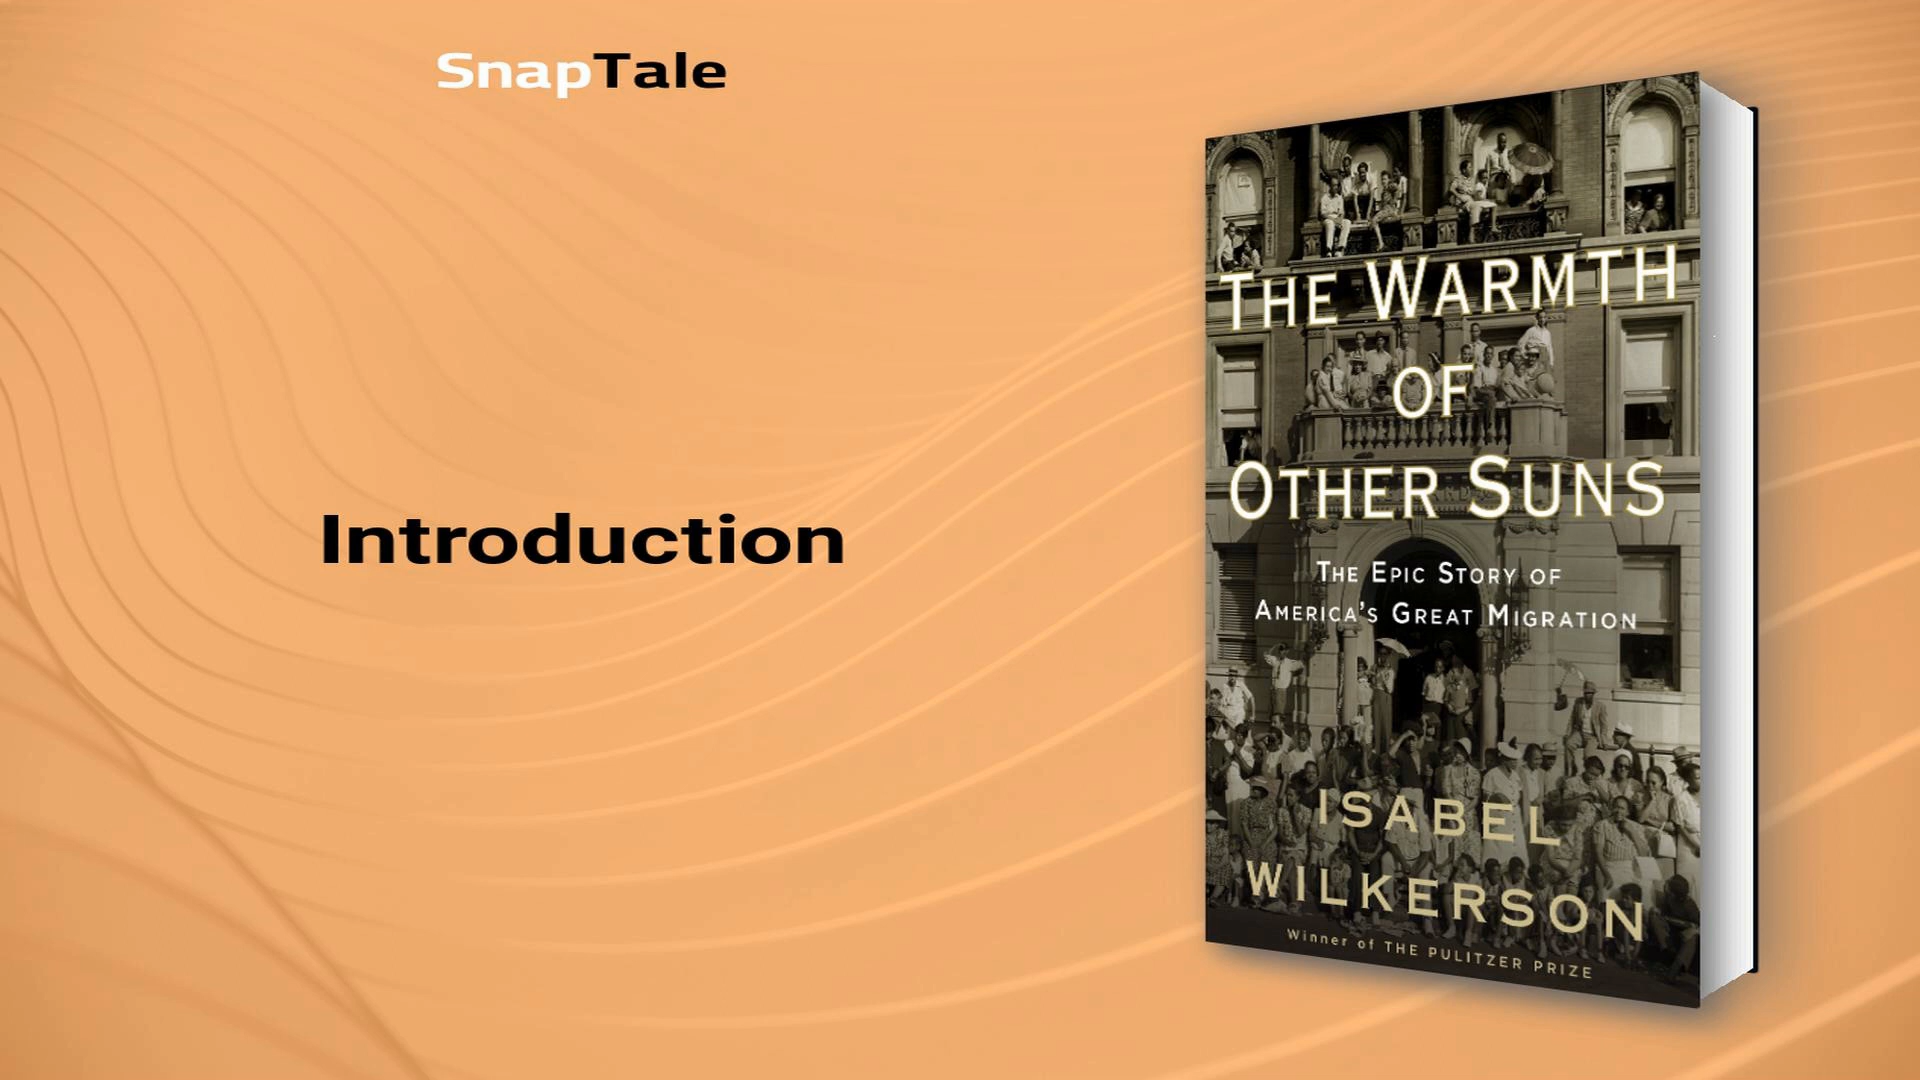 SnapTale
Introduction
THE WARMTH
OF
OTHER SUNS
THE EPIC STORY OF
AMERICA'S GREAT MIGRATION
ISABEL
WILKERSON
Winner of THE PULITZER PRIZE